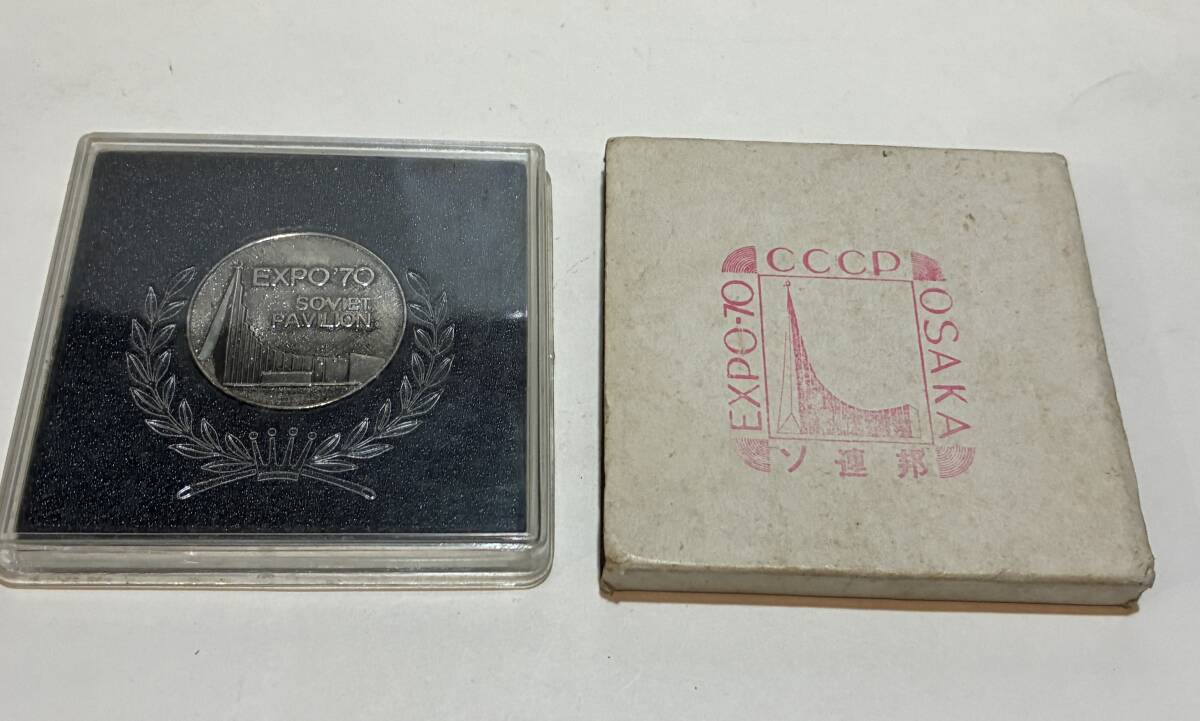 EXPO'70
SOVIET
PAVILION
CCCP
EXPO·70
OSAKA
ソ連邦